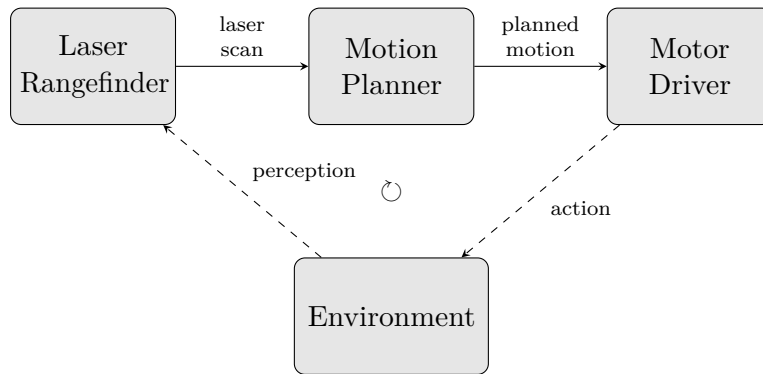 Laser
Rangefinder
laser
scan
Motion
Planner
planned
motion
Motor
Driver
perception
action
Environment